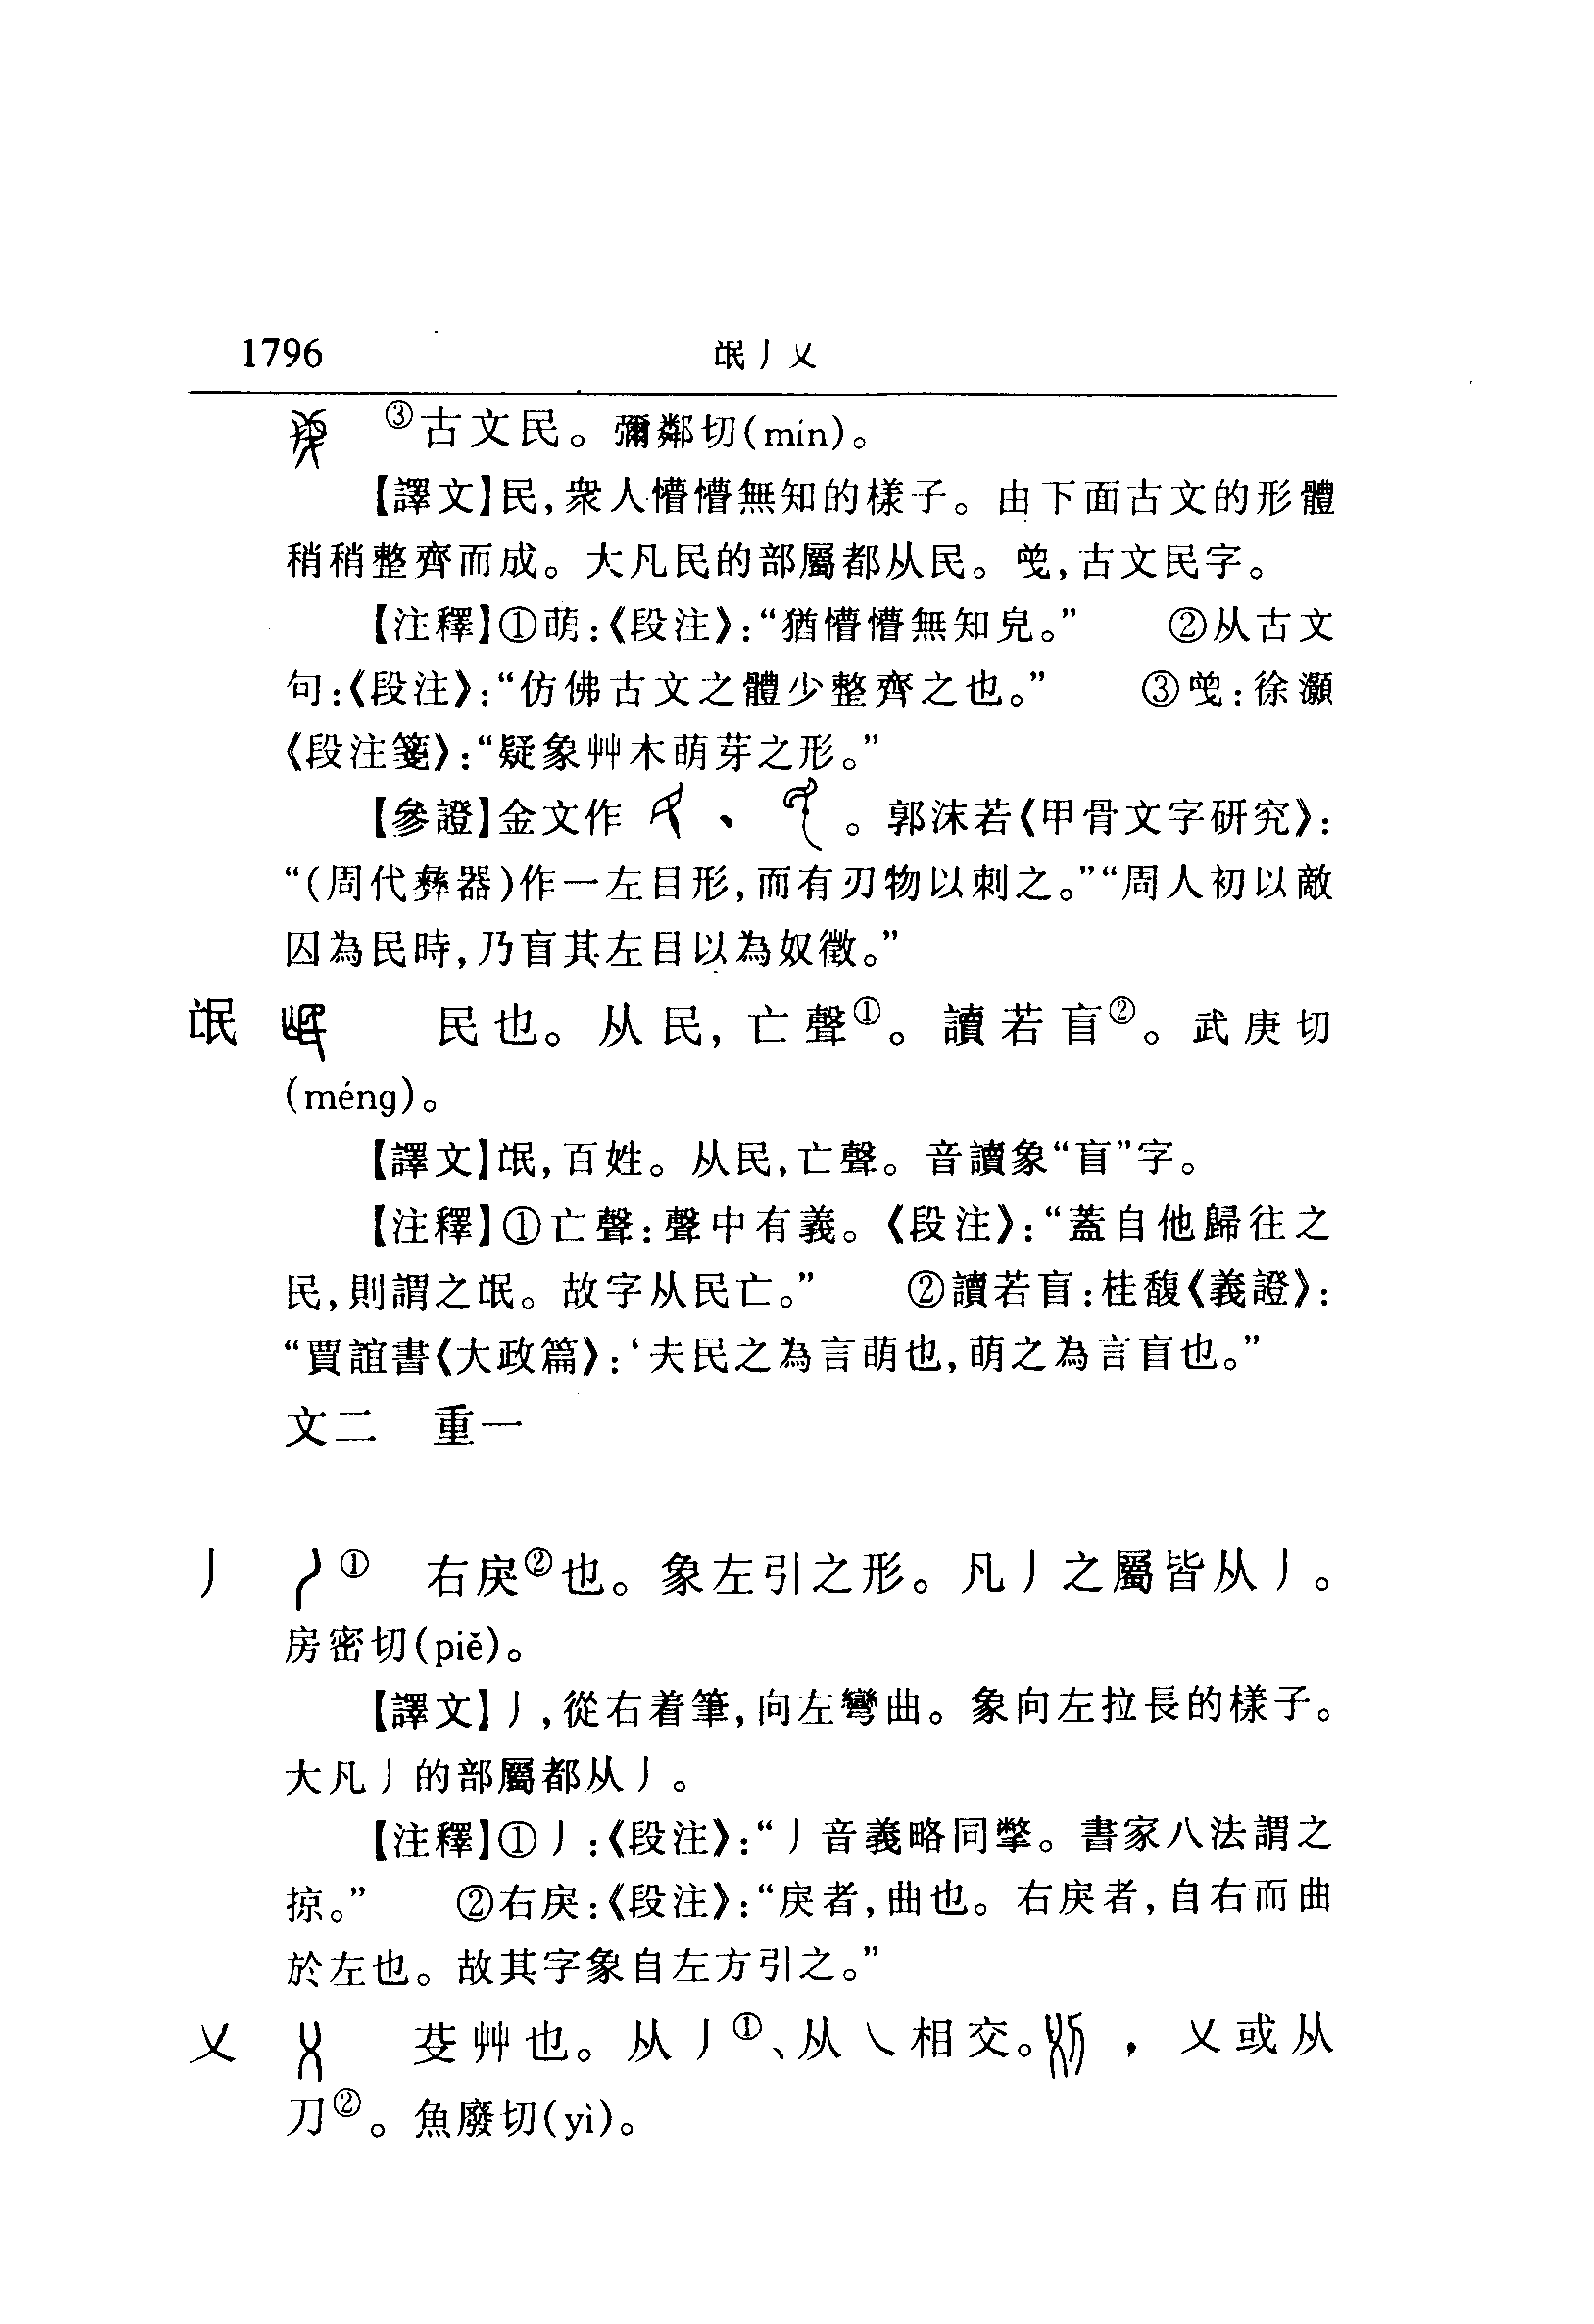 1796 氓丿乂
③古文民。彌鄰切(mín)。
【譯文】民,衆人懵懵無知的樣子。由下面古文的形體
稍稍整齊而成。大凡民的部屬都从民。,古文民字。
【注釋】①萌:《段注》:“猶懵懵無知皃。” ②从古文
句:《段注》:“仿佛古文之體少整齊之也。” ③:徐灝
《段注箋》:“疑象艸木萌芽之形。”
【參證】金文作 、 。郭沫若《甲骨文字研究》:
“(周代彝器)作一左目形,而有刃物以刺之。”“周人初以敵
囚為民時,乃盲其左目以為奴徵。”
氓 民也。从民,亡聲①。讀若盲②。武庚切
(méng)。
【譯文】氓,百姓。从民,亡聲。音讀象“盲”字。
【注釋】①亡聲:聲中有義。《段注》:“蓋自他歸往之
民,則謂之氓。故字从民亡。” ②讀若盲:桂馥《義證》:
“賈誼書《大政篇》:‘夫民之為言萌也,萌之為言盲也。”
文二 重一
丿 ① 右戾②也。象左引之形。凡丿之屬皆从丿。
房密切(piě)。
【譯文】丿,從右着筆,向左彎曲。象向左拉長的樣子。
大凡丿的部屬都从丿。
【注釋】①丿:《段注》:“丿音義略同擎。書家八法謂之
掠。” ②右戾:《段注》:“戾者,曲也。右戾者,自右而曲
於左也。故其字象自左方引之。”
乂 芟艸也。从丿①、从乀相交。 ,乂或从
刀②。魚廢切(yì)。